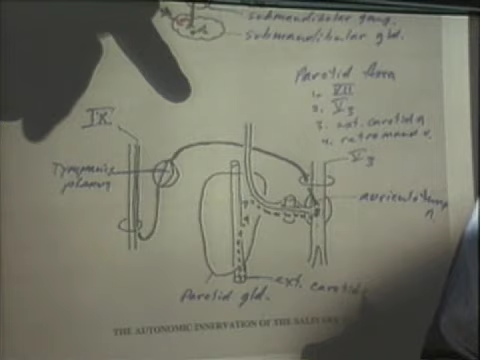 submandibular gang.
submandibular gld.
Parotid Area
1. VII
2. V3
3. ext. carotid a.
4. retromand v.
IX
V3
Tympanic
plexus
auriculotemp
n.
ext. carotid
Parotid gld.
THE AUTONOMIC INNERVATION OF THE SALIV